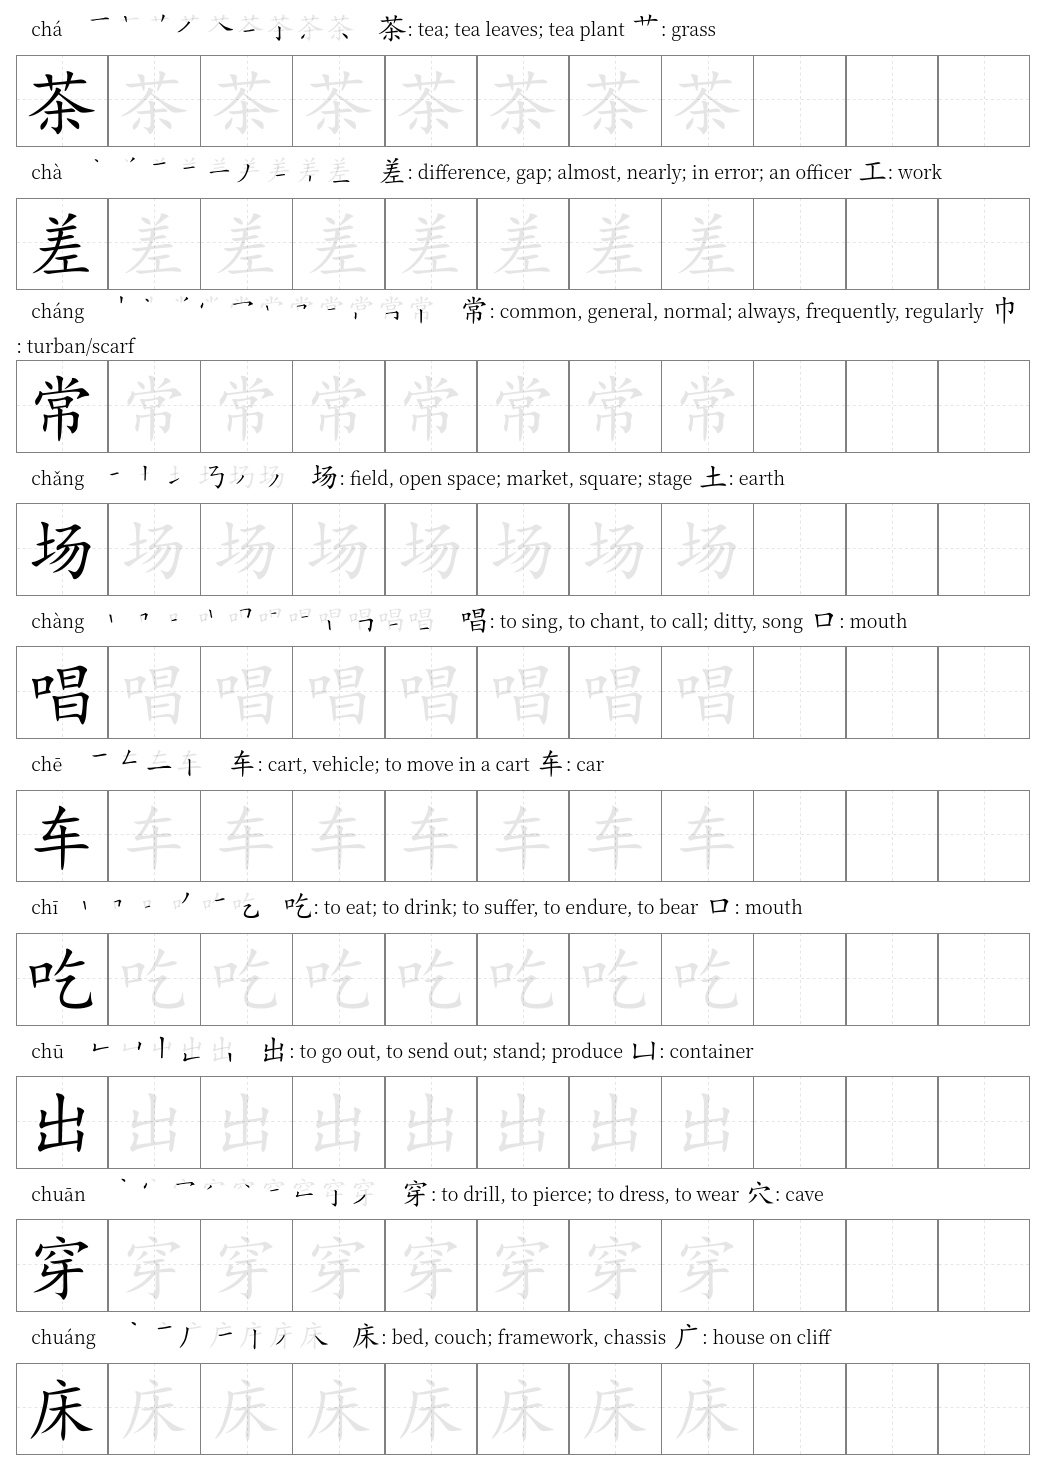 chá 茶: tea; tea leaves; tea plant 艹: grass
茶 茶 茶 茶 茶 茶 茶 茶
chà 差: difference, gap; almost, nearly; in error; an officer 工: work
差 差 差 差 差 差 差 差
cháng 常: common, general, normal; always, frequently, regularly 巾
: turban/scarf
常 常 常 常 常 常 常 常
chǎng 场: field, open space; market, square; stage 土: earth
场 场 场 场 场 场 场 场
chàng 唱: to sing, to chant, to call; ditty, song 口: mouth
唱 唱 唱 唱 唱 唱 唱 唱
chē 车: cart, vehicle; to move in a cart 车: car
车 车 车 车 车 车 车 车
chī 吃: to eat; to drink; to suffer, to endure, to bear 口: mouth
吃 吃 吃 吃 吃 吃 吃 吃
chū 出: to go out, to send out; stand; produce 凵: container
出 出 出 出 出 出 出 出
chuān 穿: to drill, to pierce; to dress, to wear 穴: cave
穿 穿 穿 穿 穿 穿 穿 穿
chuáng 床: bed, couch; framework, chassis 广: house on cliff
床 床 床 床 床 床 床 床